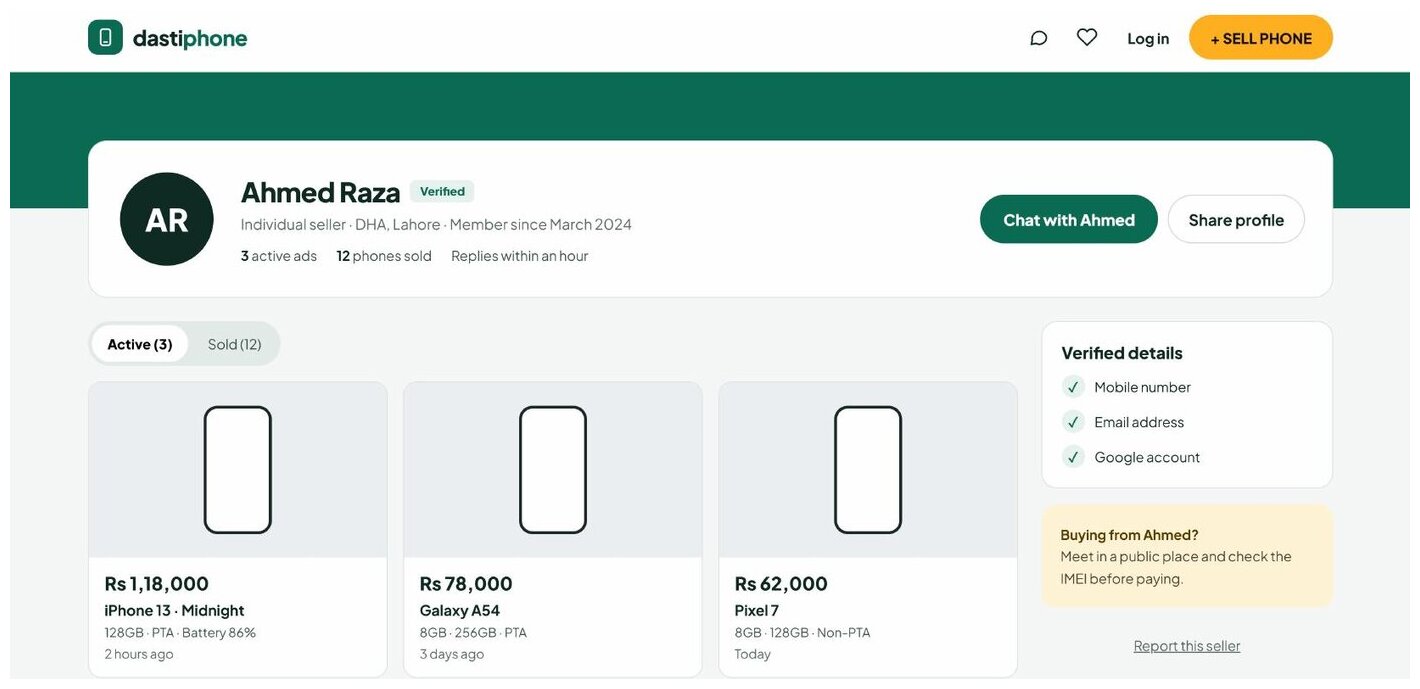 dastiphone
Log in
+ SELL PHONE
AR
Ahmed Raza Verified
Individual seller · DHA, Lahore · Member since March 2024
3 active ads 12 phones sold Replies within an hour
Chat with Ahmed
Share profile
Active (3) Sold (12)
Rs 1,18,000
iPhone 13 · Midnight
128GB · PTA · Battery 86%
2 hours ago
Rs 78,000
Galaxy A54
8GB · 256GB · PTA
3 days ago
Rs 62,000
Pixel 7
8GB · 128GB · Non-PTA
Today
Verified details
✓ Mobile number
✓ Email address
✓ Google account
Buying from Ahmed?
Meet in a public place and check the
IMEI before paying.
Report this seller